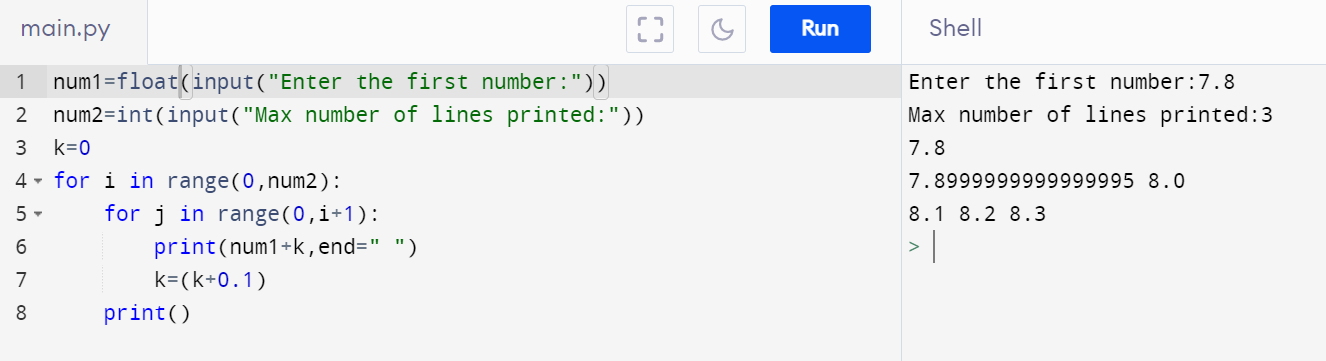 main.py
Run
Shell
1 num1=float(input("Enter the first number:"))
2 num2=int(input("Max number of lines printed:"))
3 k=0
4 for i in range(0,num2):
5     for j in range(0,i+1):
6         print(num1+k,end=" ")
7         k=(k+0.1)
8     print()
Enter the first number:7.8
Max number of lines printed:3
7.8
7.8999999999999995 8.0
8.1 8.2 8.3
>